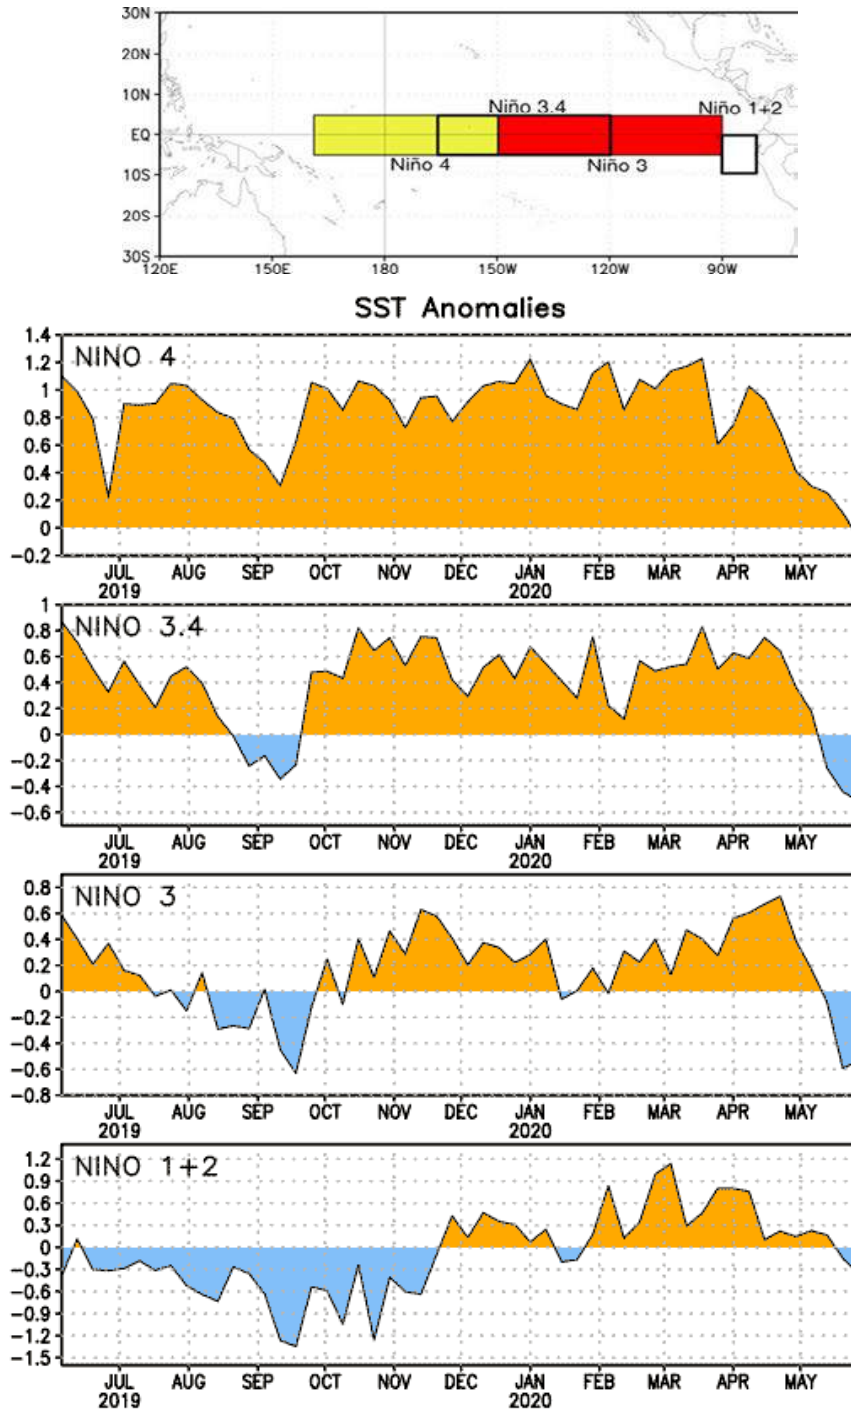 30N
20N
10N
EQ
10S
20S
30S
Niño 3.4
Niño 1+2
Niño 4
Niño 3
120E 150E 180 150W 120W 90W
SST Anomalies
NINO 4
1.4
1.2
1
0.8
0.6
0.4
0.2
0
−0.2
JUL AUG SEP OCT NOV DEC JAN FEB MAR APR MAY
2019 2020
NINO 3.4
1
0.8
0.6
0.4
0.2
0
−0.2
−0.4
−0.6
JUL AUG SEP OCT NOV DEC JAN FEB MAR APR MAY
2019 2020
NINO 3
0.8
0.6
0.4
0.2
0
−0.2
−0.4
−0.6
−0.8
JUL AUG SEP OCT NOV DEC JAN FEB MAR APR MAY
2019 2020
NINO 1+2
1.2
0.9
0.6
0.3
0
−0.3
−0.6
−0.9
−1.2
−1.5
JUL AUG SEP OCT NOV DEC JAN FEB MAR APR MAY
2019 2020